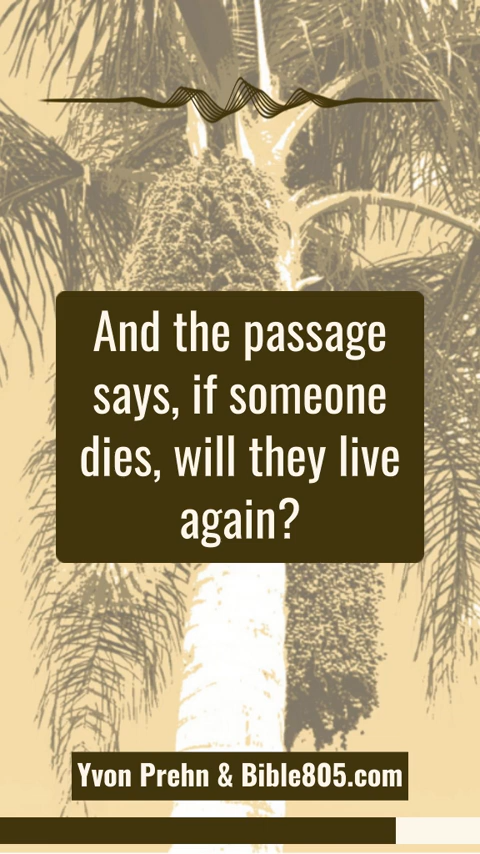 And the passage
says, if someone
dies, will they live
again?
Yvon Prehn & Bible805.com